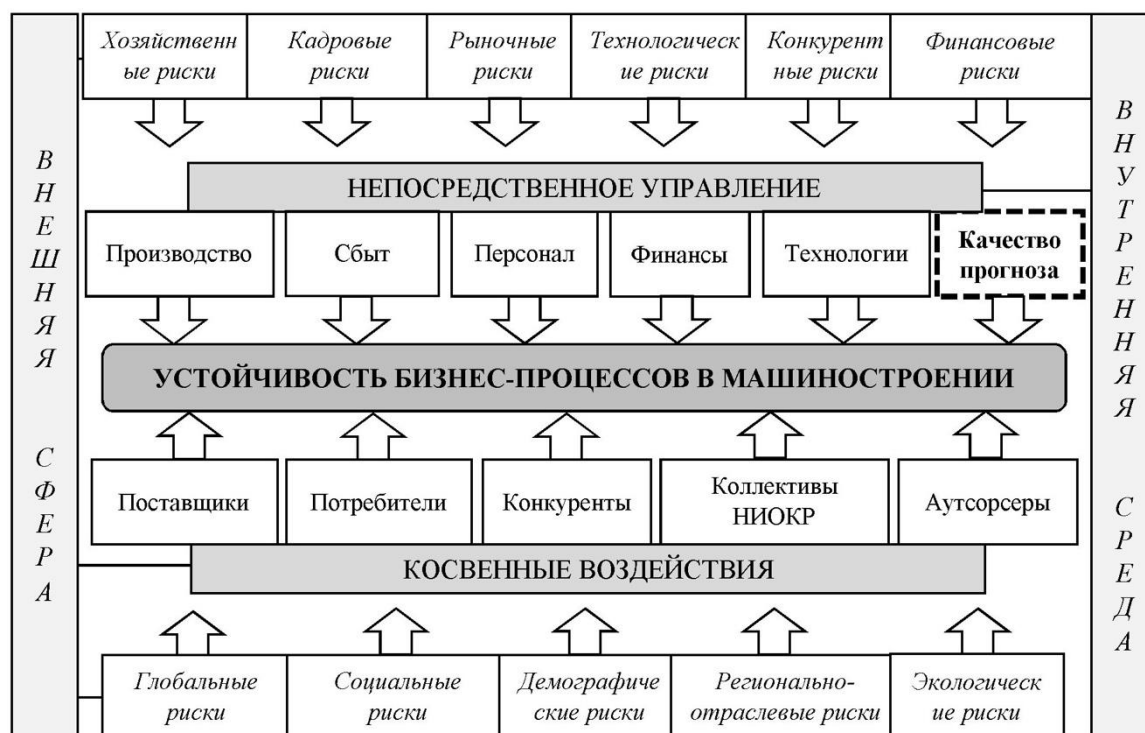 Хозяйственн
ые риски
Кадровые
риски
Рыночные
риски
Технологическ
ие риски
Конкурент
ные риски
Финансовые
риски
В
Н
Е
Ш
Н
Я
Я
С
Ф
Е
Р
А
НЕПОСРЕДСТВЕННОЕ УПРАВЛЕНИЕ
Производство
Сбыт
Персонал
Финансы
Технологии
Качество
прогноза
УСТОЙЧИВОСТЬ БИЗНЕС-ПРОЦЕССОВ В МАШИНОСТРОЕНИИ
Поставщики
Потребители
Конкуренты
Коллективы
НИОКР
Аутсорсеры
КОСВЕННЫЕ ВОЗДЕЙСТВИЯ
Глобальные
риски
Социальные
риски
Демографиче
ские риски
Регионально-
отраслевые риски
Экологическ
ие риски
В
Н
У
Т
Р
Е
Н
Н
Я
Я
С
Р
Е
Д
А